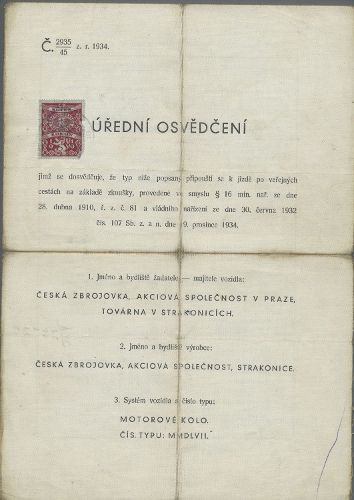 Č. 2935/45 z. r. 1934.
ÚŘEDNÍ OSVĚDČENÍ
jímž se dosvědčuje, že typ níže popsaný připouští se k jízdě po veřejných
cestách na základě zkoušky, provedené ve smyslu § 16 min. nař. ze dne
28. dubna 1910, č. z. č. 81 a vládního nařízení ze dne 30. června 1932
čís. 107 Sb. z. a n. dne 9. prosince 1934.
1. Jméno a bydliště žadatele — majitele vozidla:
ČESKÁ ZBROJOVKA, AKCIOVÁ SPOLEČNOST V PRAZE,
TOVÁRNA V STRAKONICÍCH.
2. Jméno a bydliště výrobce:
ČESKÁ ZBROJOVKA, AKCIOVÁ SPOLEČNOST, STRAKONICE.
3. Systém vozidla a číslo typu:
MOTOROVÉ KOLO.
ČÍS. TYPU: MMDLVII.